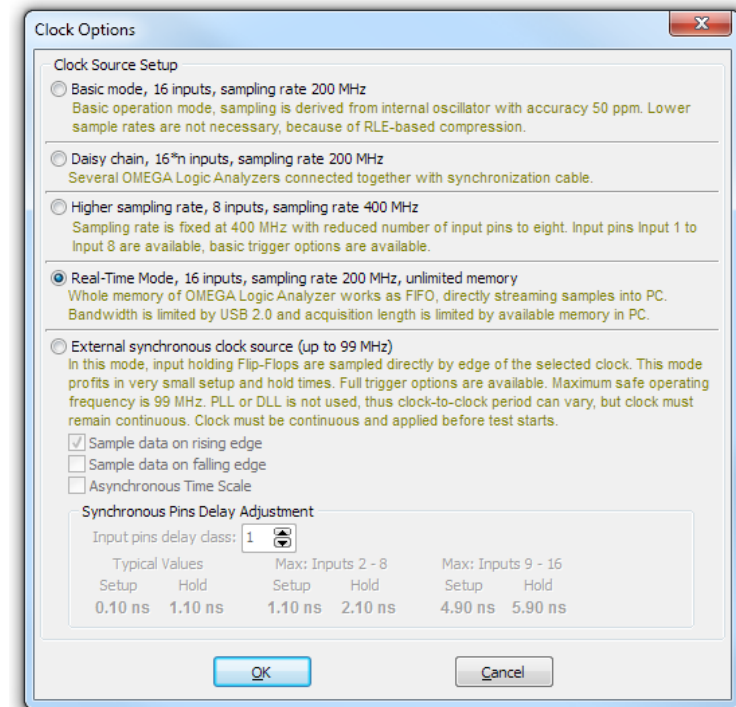 Clock Options
Clock Source Setup
Basic mode, 16 inputs, sampling rate 200 MHz
Basic operation mode, sampling is derived from internal oscillator with accuracy 50 ppm. Lower
sample rates are not necessary, because of RLE-based compression.
Daisy chain, 16*n inputs, sampling rate 200 MHz
Several OMEGA Logic Analyzers connected together with synchronization cable.
Higher sampling rate, 8 inputs, sampling rate 400 MHz
Sampling rate is fixed at 400 MHz with reduced number of input pins to eight. Input pins Input 1 to
Input 8 are available, basic trigger options are available.
Real-Time Mode, 16 inputs, sampling rate 200 MHz, unlimited memory
Whole memory of OMEGA Logic Analyzer works as FIFO, directly streaming samples into PC.
Bandwidth is limited by USB 2.0 and acquisition length is limited by available memory in PC.
External synchronous clock source (up to 99 MHz)
In this mode, input holding Flip-Flops are sampled directly by edge of the selected clock. This mode
profits in very small setup and hold times. Full trigger options are available. Maximum safe operating
frequency is 99 MHz. PLL or DLL is not used, thus clock-to-clock period can vary, but clock must
remain continuous. Clock must be continuous and applied before test starts.
Sample data on rising edge
Sample data on falling edge
Asynchronous Time Scale
Synchronous Pins Delay Adjustment
Input pins delay class: 1
Typical Values Max: Inputs 2 - 8 Max: Inputs 9 - 16
Setup Hold Setup Hold Setup Hold
0.10 ns 1.10 ns 1.10 ns 2.10 ns 4.90 ns 5.90 ns
OK Cancel